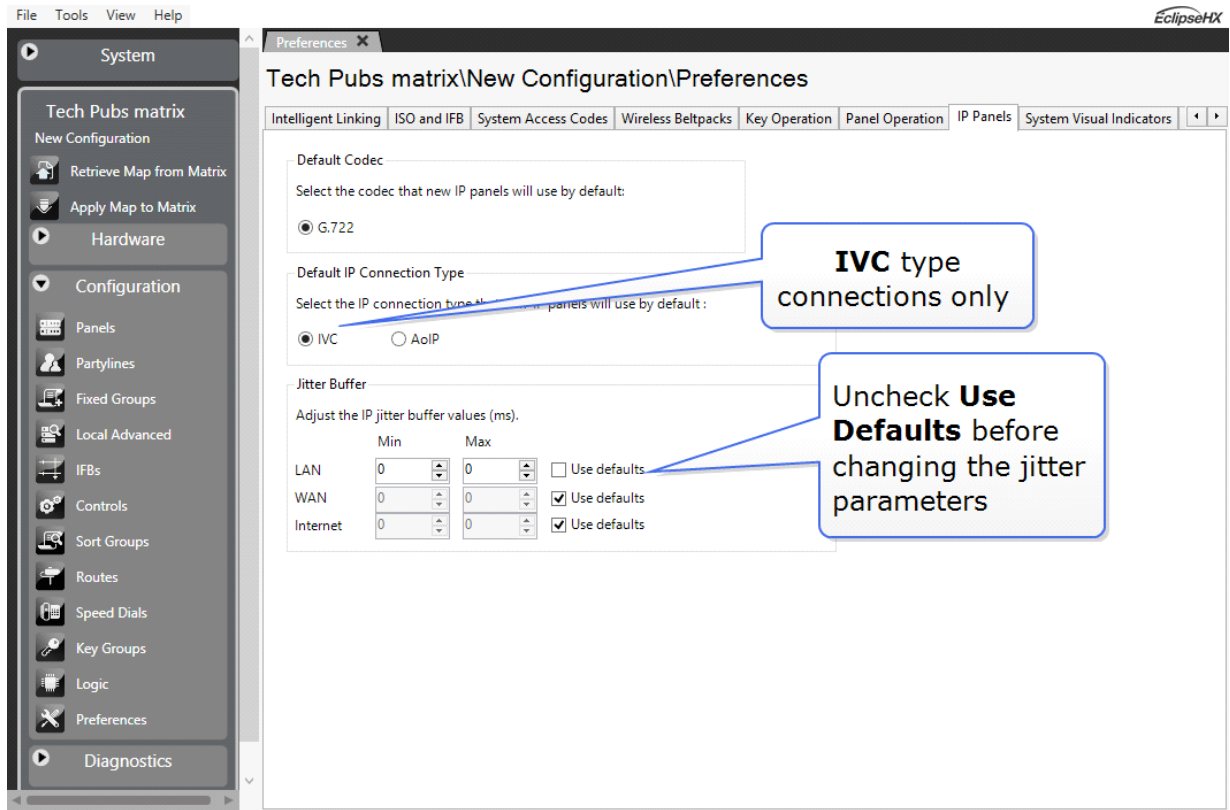 File Tools View Help
EclipseHX
System
Tech Pubs matrix
New Configuration
Retrieve Map from Matrix
Apply Map to Matrix
Hardware
Configuration
Panels
Partylines
Fixed Groups
Local Advanced
IFBs
Controls
Sort Groups
Routes
Speed Dials
Key Groups
Logic
Preferences
Diagnostics
Preferences
Tech Pubs matrix\New Configuration\Preferences
Intelligent Linking ISO and IFB System Access Codes Wireless Beltpacks Key Operation Panel Operation IP Panels System Visual Indicators
Default Codec
Select the codec that new IP panels will use by default:
G.722
Default IP Connection Type
Select the IP connection type IP panels will use by default :
IVC AoIP
IVC type
connections only
Jitter Buffer
Adjust the IP jitter buffer values (ms).
Min Max
LAN 0 0 Use defaults
WAN 0 0 Use defaults
Internet 0 0 Use defaults
Uncheck Use
Defaults before
changing the jitter
parameters